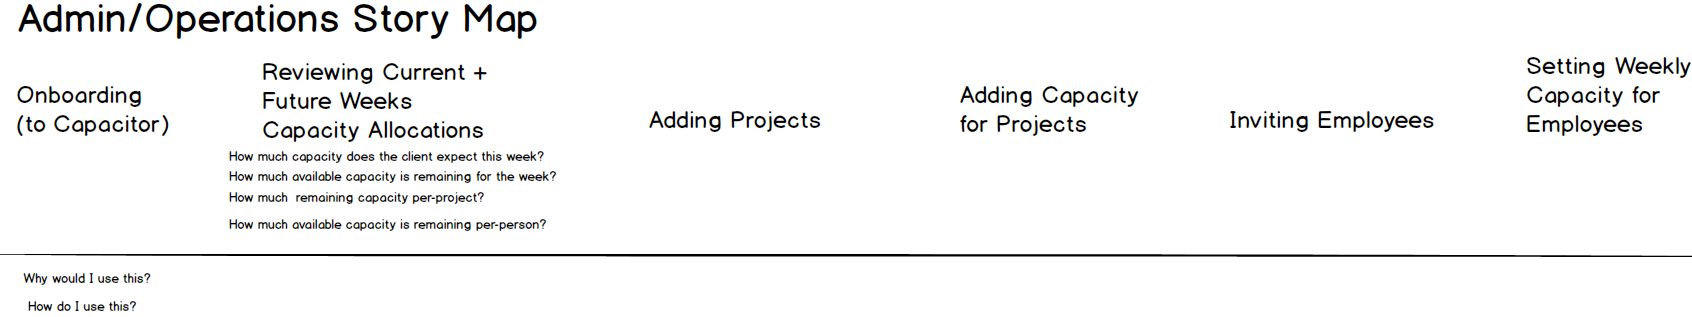 Admin/Operations Story Map
Onboarding
(to Capacitor)
Reviewing Current +
Future Weeks
Capacity Allocations
How much capacity does the client expect this week?
How much available capacity is remaining for the week?
How much  remaining capacity per-project?
How much available capacity is remaining per-person?
Adding Projects
Adding Capacity
for Projects
Inviting Employees
Setting Weekly
Capacity for
Employees
Why would I use this?
How do I use this?